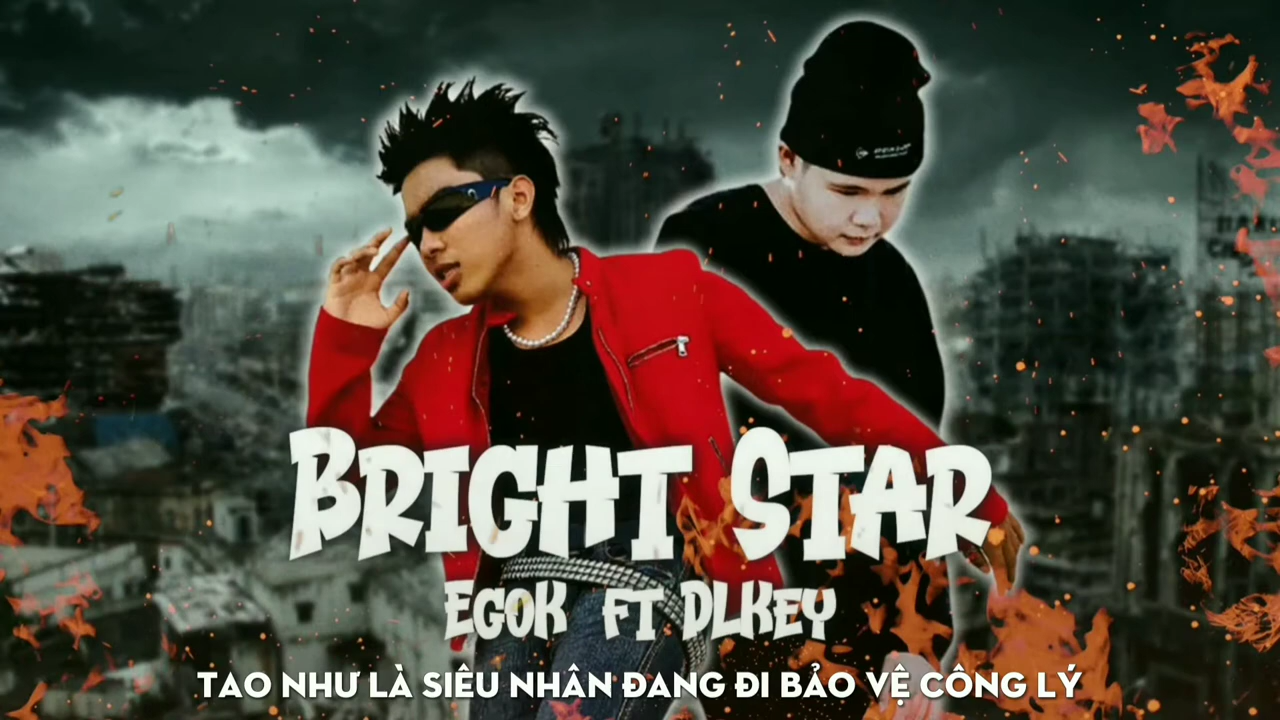 BRIGHT STAR
EGOK FT DLKEY
TAO NHƯ LÀ SIÊU NHÂN ĐANG ĐI BẢO VỆ CÔNG LÝ